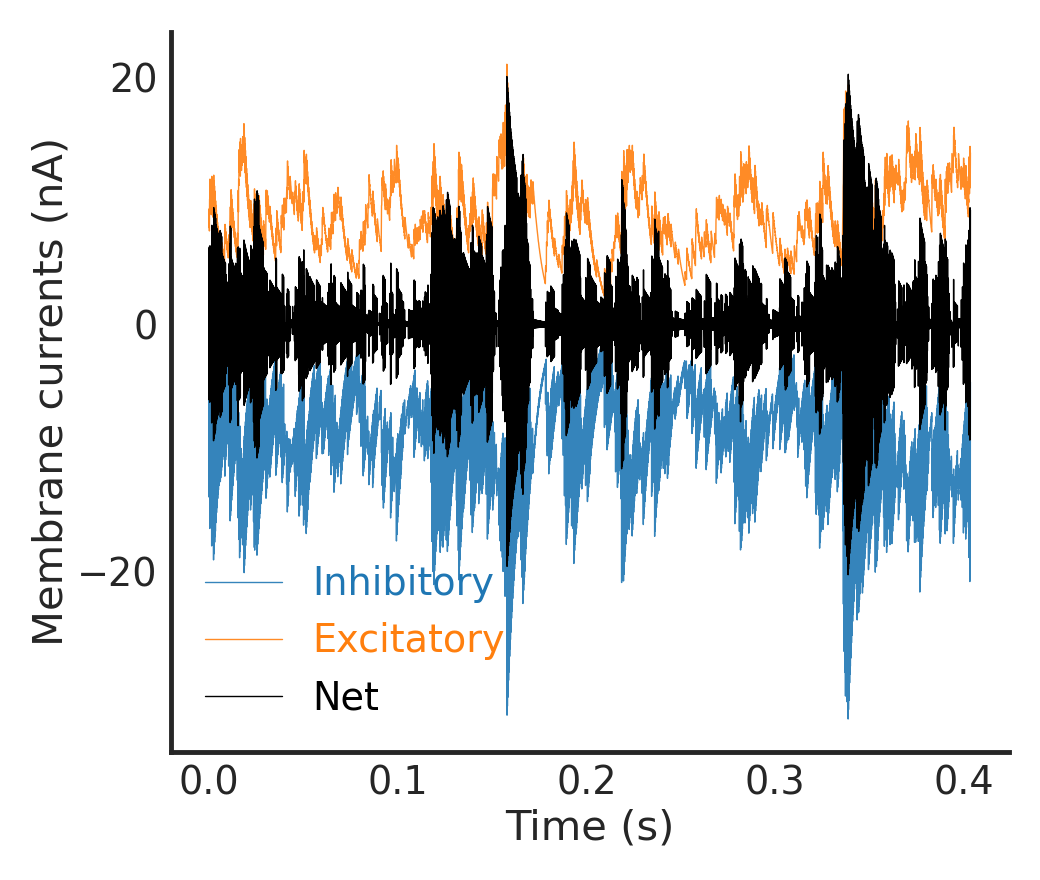 Membrane currents (nA)
20
0
−20
Inhibitory
Excitatory
Net
0.0 0.1 0.2 0.3 0.4
Time (s)